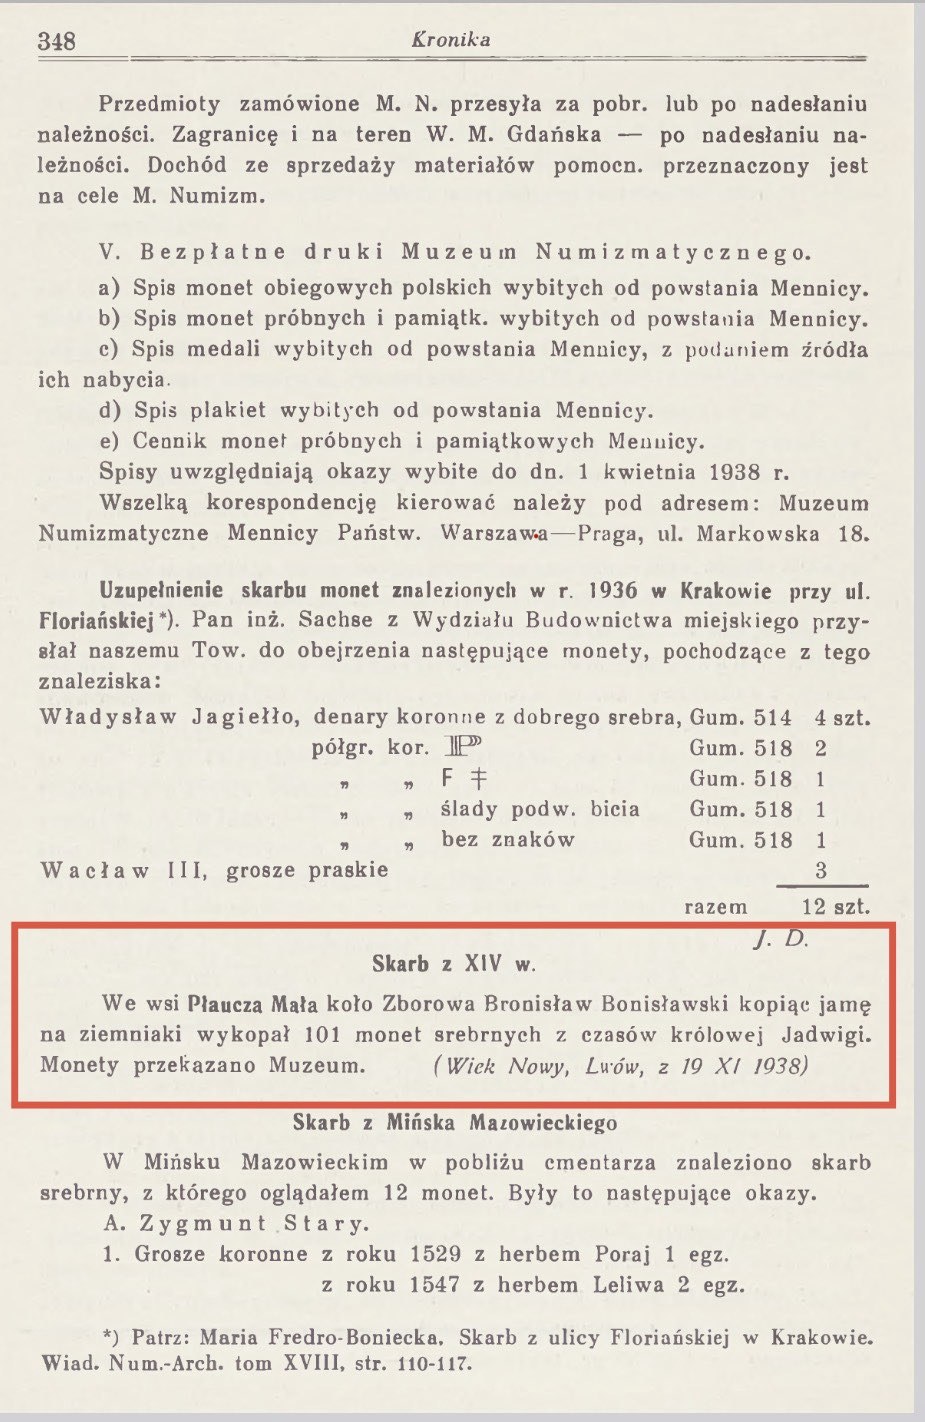 348
Kronika
Przedmioty zamówione M. N. przesyła za pobr. lub po nadesłaniu
należności. Zagranicę i na teren W. M. Gdańska — po nadesłaniu na-
leżności. Dochód ze sprzedaży materiałów pomocn. przeznaczony jest
na cele M. Numizm.
V. Bezpłatne druki Muzeum Numizmatycznego.
a) Spis monet obiegowych polskich wybitych od powstania Mennicy.
b) Spis monet próbnych i pamiątk. wybitych od powstania Mennicy.
c) Spis medali wybitych od powstania Mennicy, z podaniem źródła
ich nabycia.
d) Spis plakiet wybitych od powstania Mennicy.
e) Cennik monet próbnych i pamiątkowych Mennicy.
Spisy uwzględniają okazy wybite do dn. 1 kwietnia 1938 r.
Wszelką korespondencję kierować należy pod adresem: Muzeum
Numizmatyczne Mennicy Państw. Warszawa—Praga, ul. Markowska 18.
Uzupełnienie skarbu monet znalezionych w r. 1936 w Krakowie przy ul.
Floriańskiej*). Pan inż. Sachse z Wydziału Budownictwa miejskiego przy-
słał naszemu Tow. do obejrzenia następujące monety, pochodzące z tego
znaleziska:
Władysław Jagiełło, denary koronne z dobrego srebra, Gum. 514 4 szt.
półgr. kor. Gum. 518 2
„ „ F ‡ Gum. 518 1
„ „ ślady podw. bicia Gum. 518 1
„ „ bez znaków Gum. 518 1
Wacław III, grosze praskie 3
razem 12 szt.
J. D.
Skarb z XIV w.
We wsi Płaucza Mała koło Zborowa Bronisław Bonisławski kopiąc jamę
na ziemniaki wykopał 101 monet srebrnych z czasów królowej Jadwigi.
Monety przekazano Muzeum. (Wiek Nowy, Lwów, z 19 XI 1938)
Skarb z Mińska Mazowieckiego
W Mińsku Mazowieckim w pobliżu cmentarza znaleziono skarb
srebrny, z którego oglądałem 12 monet. Były to następujące okazy.
A. Zygmunt Stary.
1. Grosze koronne z roku 1529 z herbem Poraj 1 egz.
z roku 1547 z herbem Leliwa 2 egz.
*) Patrz: Maria Fredro-Boniecka. Skarb z ulicy Floriańskiej w Krakowie.
Wiad. Num.-Arch. tom XVIII, str. 110-117.